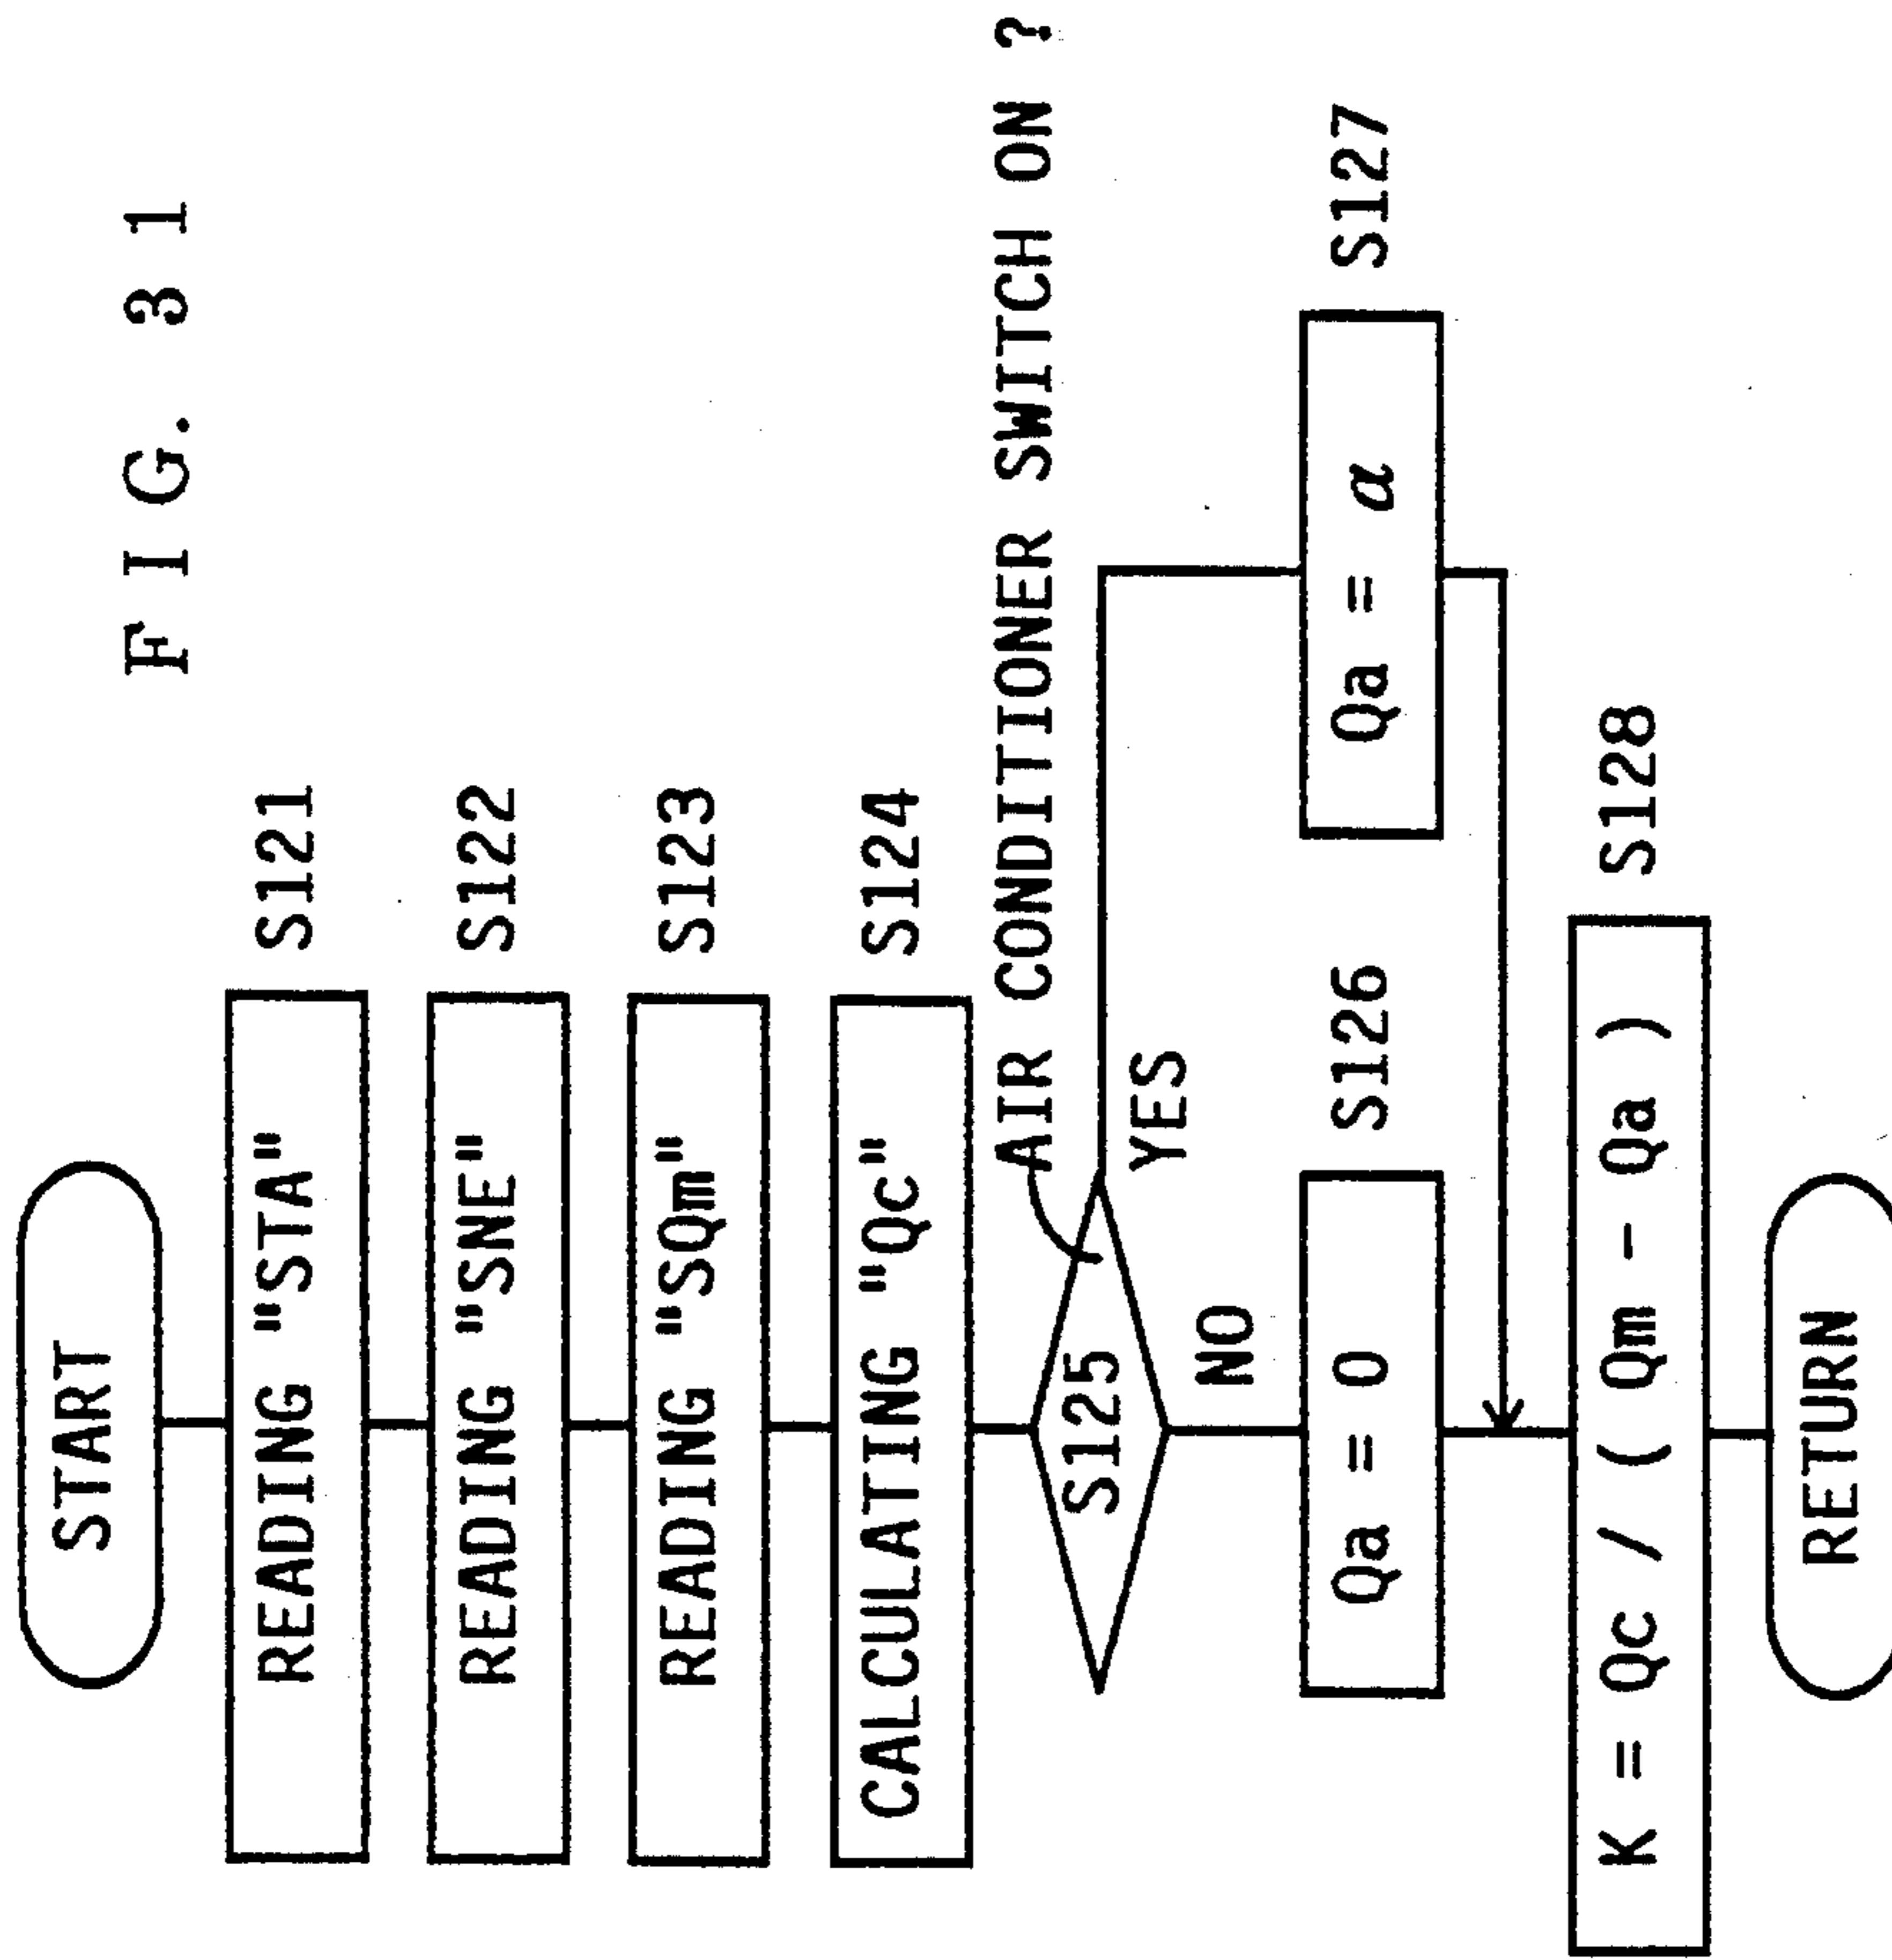 F I G. 3 1
START
READING "STA" S121
READING "SNE" S122
READING "SQm" S123
CALCULATING "Qc" S124
AIR CONDITIONER SWITCH ON ?
S125
YES
NO
S126
S127
Qa = 0
Qa = α
S128
K = Qc / ( Qm - Qa )
RETURN